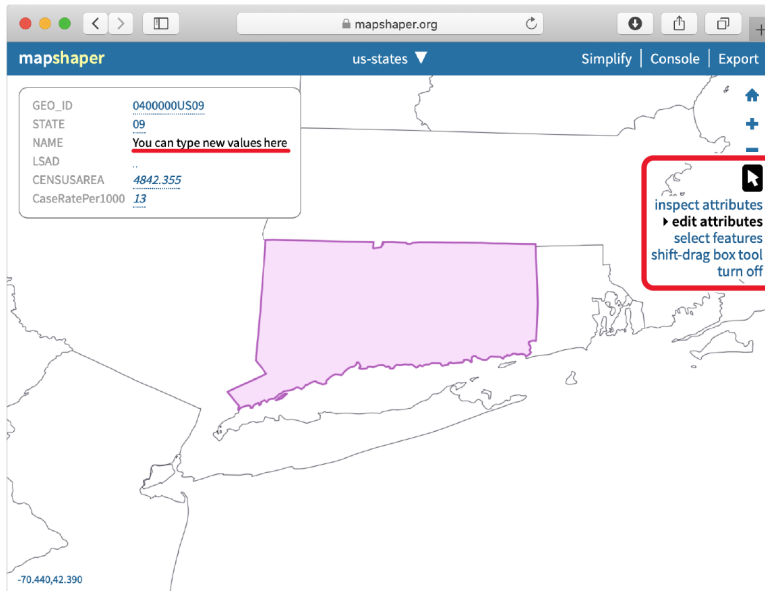 mapshaper.org
mapshaper
us-states
Simplify | Console | Export
GEO_ID 0400000US09
STATE 09
NAME You can type new values here
LSAD ..
CENSUSAREA 4842.355
CaseRatePer1000 13
inspect attributes
edit attributes
select features
shift-drag box tool
turn off
-70.440,42.390